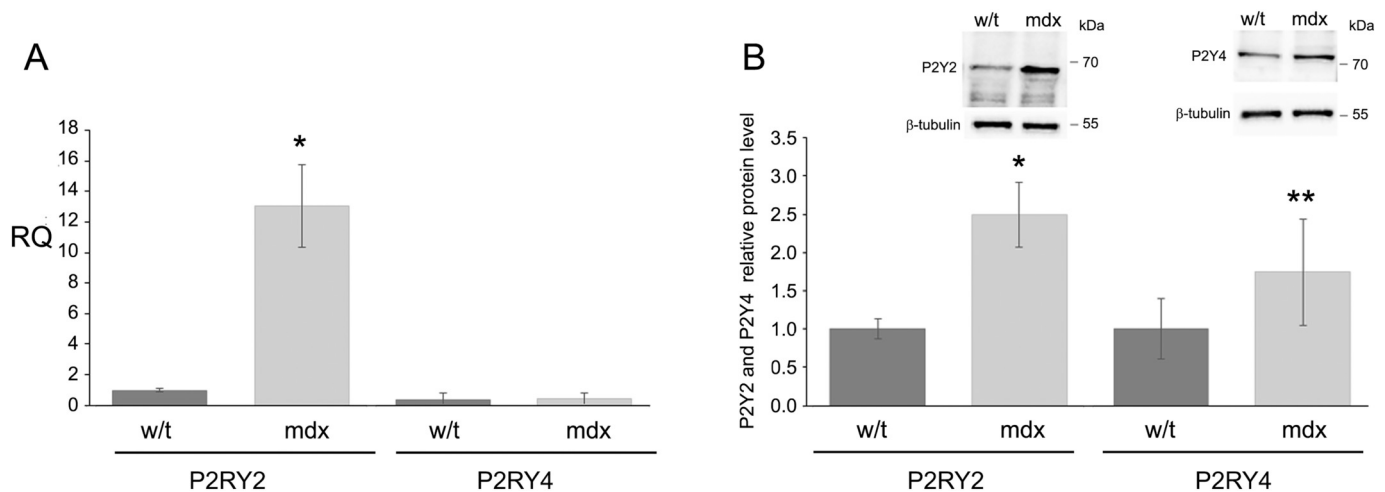 A
RQ
18
16
14
12
10
8
6
4
2
0
*
w/t mdx w/t mdx
P2RY2 P2RY4
B
w/t mdx kDa
P2Y2 – 70
β-tubulin – 55
w/t mdx kDa
P2Y4 – 70
– 55
P2Y2 and P2Y4 relative protein level
3.5
3.0
2.5
2.0
1.5
1.0
0.5
0.0
* **
w/t mdx w/t mdx
P2RY2 P2RY4